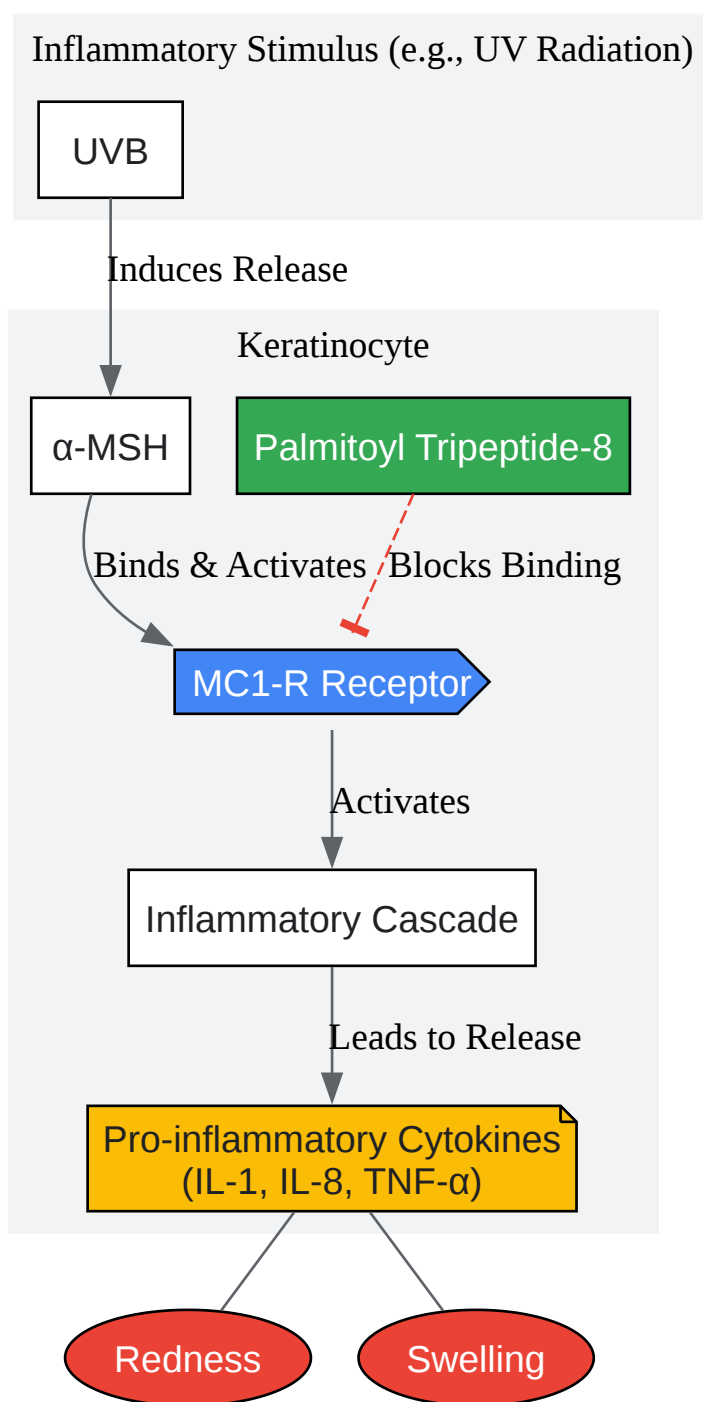 Inflammatory Stimulus (e.g., UV Radiation)
UVB
Induces Release
Keratinocyte
α-MSH
Palmitoyl Tripeptide-8
Binds & Activates
Blocks Binding
MC1-R Receptor
Activates
Inflammatory Cascade
Leads to Release
Pro-inflammatory Cytokines
(IL-1, IL-8, TNF-α)
Redness
Swelling